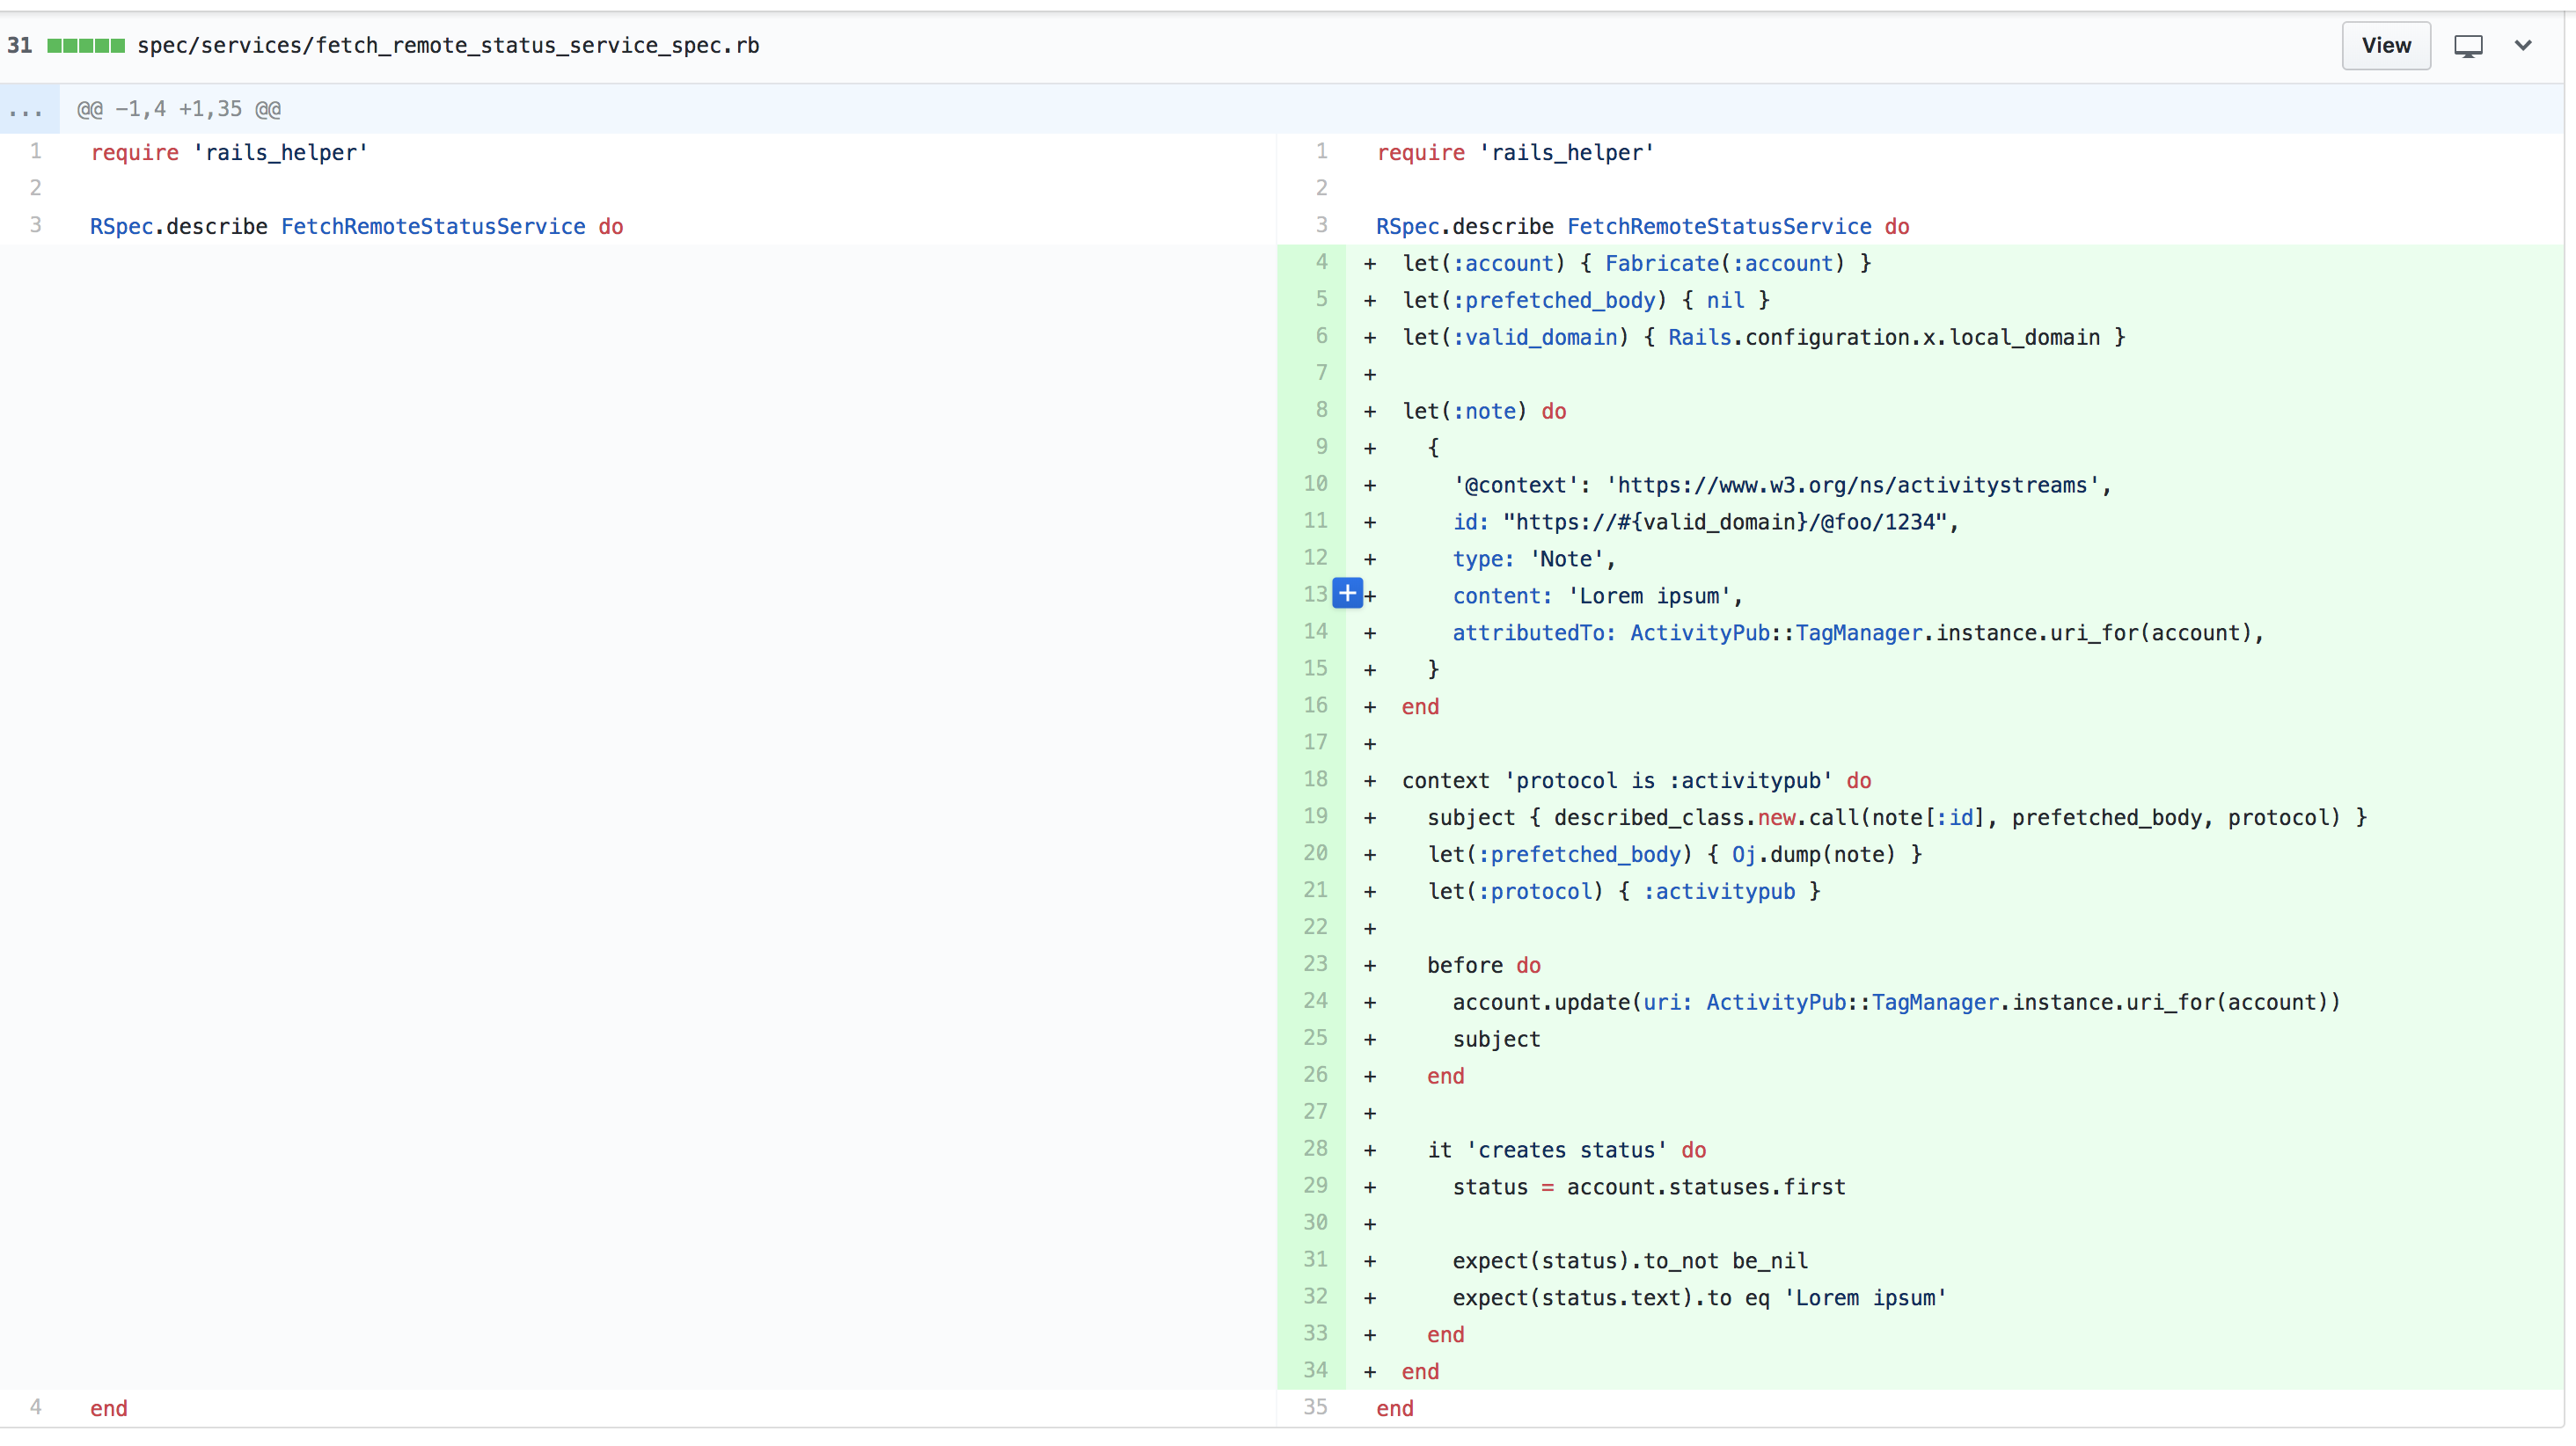 31 spec/services/fetch_remote_status_service_spec.rb View
... @@ -1,4 +1,35 @@
1 require 'rails_helper'
2
3 RSpec.describe FetchRemoteStatusService do
4 end
1 require 'rails_helper'
2
3 RSpec.describe FetchRemoteStatusService do
4 + let(:account) { Fabricate(:account) }
5 + let(:prefetched_body) { nil }
6 + let(:valid_domain) { Rails.configuration.x.local_domain }
7 +
8 + let(:note) do
9 + {
10 + '@context': 'https://www.w3.org/ns/activitystreams',
11 + id: "https://#{valid_domain}/@foo/1234",
12 + type: 'Note',
13 + content: 'Lorem ipsum',
14 + attributedTo: ActivityPub::TagManager.instance.uri_for(account),
15 + }
16 + end
17 +
18 + context 'protocol is :activitypub' do
19 + subject { described_class.new.call(note[:id], prefetched_body, protocol) }
20 + let(:prefetched_body) { Oj.dump(note) }
21 + let(:protocol) { :activitypub }
22 +
23 + before do
24 + account.update(uri: ActivityPub::TagManager.instance.uri_for(account))
25 + subject
26 + end
27 +
28 + it 'creates status' do
29 + status = account.statuses.first
30 +
31 + expect(status).to_not be_nil
32 + expect(status.text).to eq 'Lorem ipsum'
33 + end
34 + end
35 end